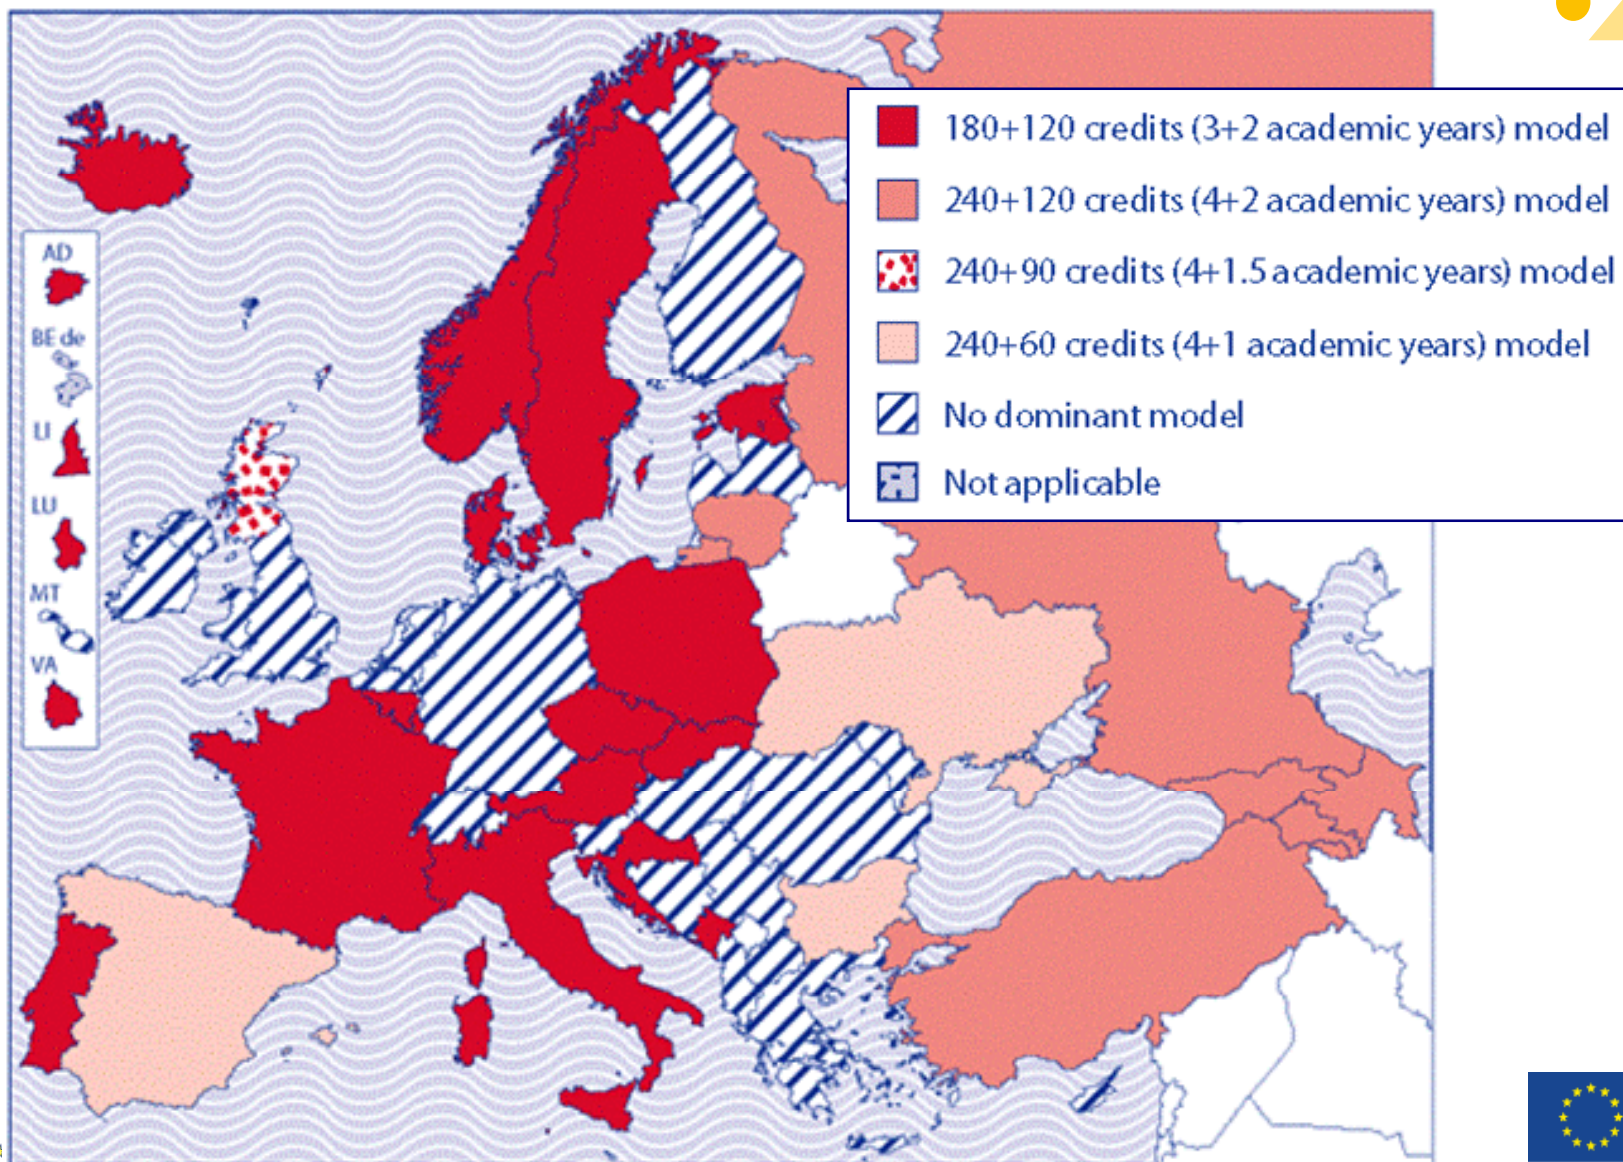 180+120 credits (3+2 academic years) model
240+120 credits (4+2 academic years) model
240+90 credits (4+1.5 academic years) model
240+60 credits (4+1 academic years) model
No dominant model
Not applicable
AD
BE de
LI
LU
MT
VA